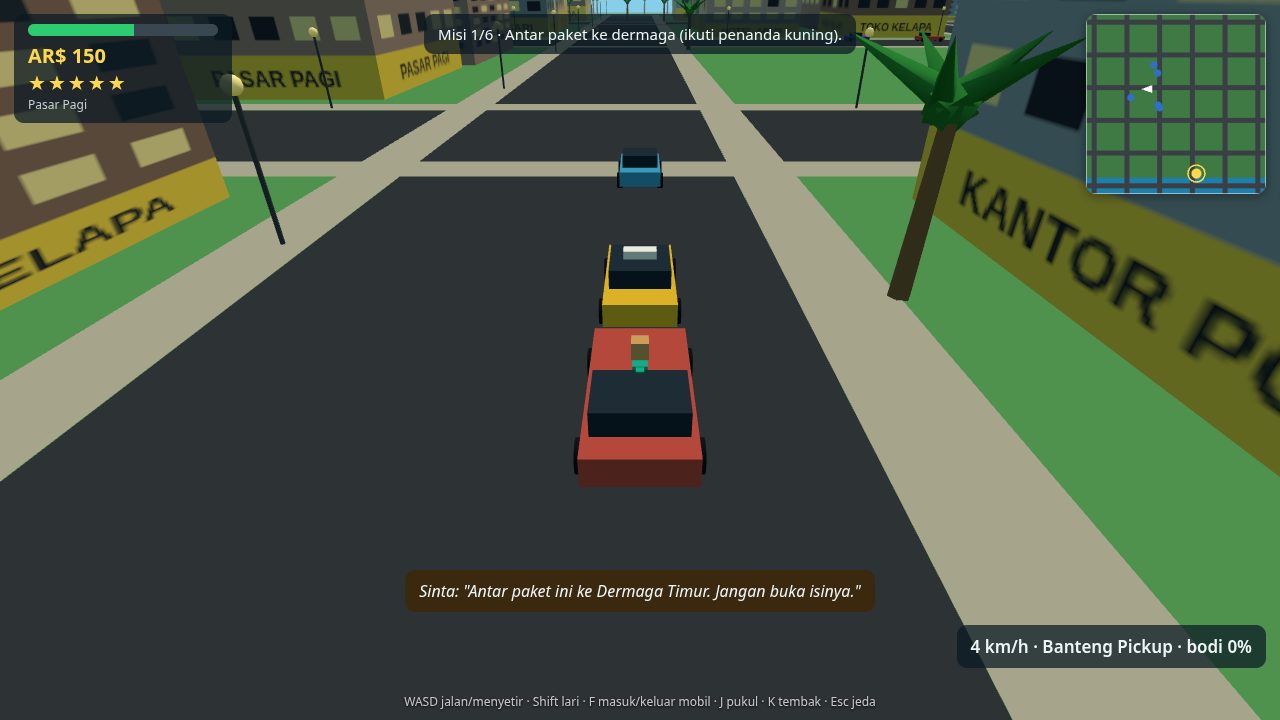 Misi 1/6 · Antar paket ke dermaga (ikuti penanda kuning).
AR$ 150
★★★★★
Pasar Pagi
PASAR PAGI
PASAR PAGI
TOKO KELAPA
ELAPA
KANTOR PO
Sinta: "Antar paket ini ke Dermaga Timur. Jangan buka isinya."
4 km/h · Banteng Pickup · bodi 0%
WASD jalan/menyetir · Shift lari · F masuk/keluar mobil · J pukul · K tembak · Esc jeda